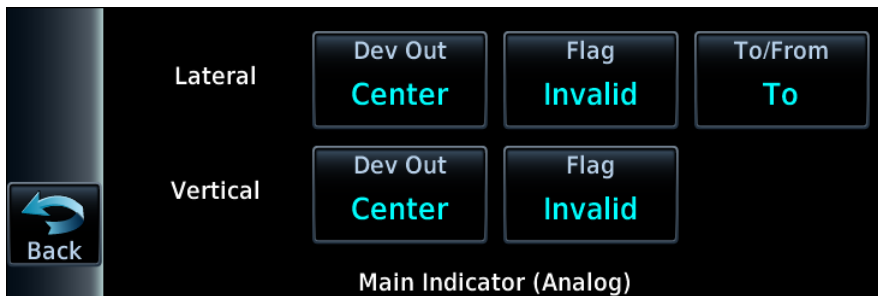 Dev Out Flag To/From
Lateral
Center Invalid To
Dev Out Flag
Vertical
Center Invalid
Back
Main Indicator (Analog)